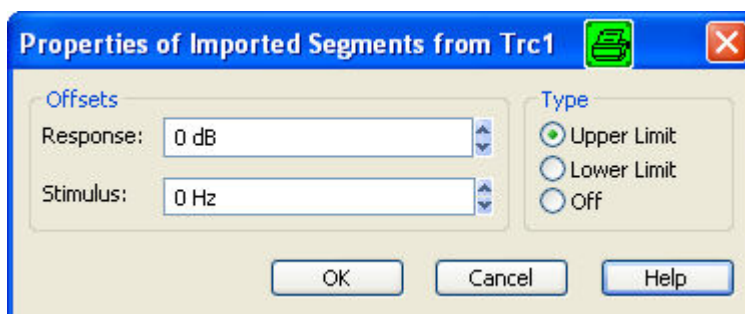 Properties of Imported Segments from Trc1
Offsets
Response: 0 dB
Stimulus: 0 Hz
Type
Upper Limit
Lower Limit
Off
OK Cancel Help